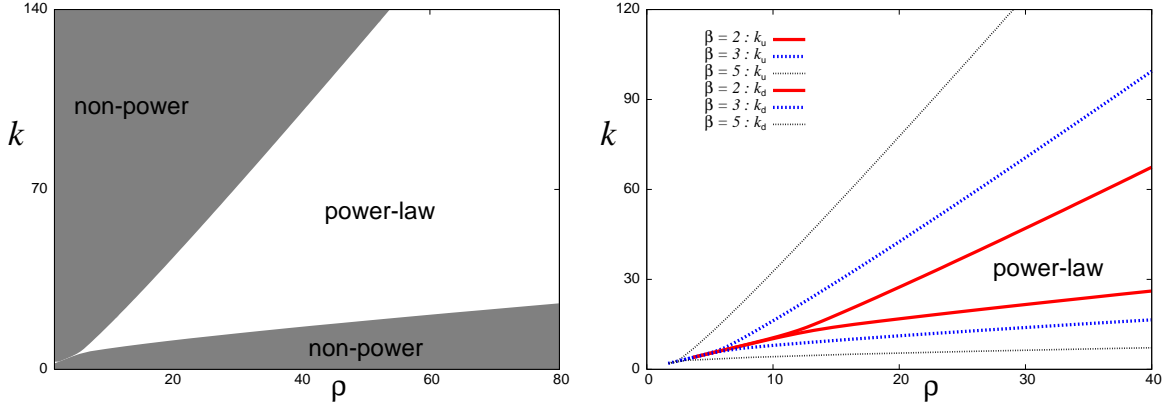 140
70
0
k
non-power
power-law
non-power
20
40
60
80
ρ
120
90
60
30
0
k
β = 2 : k_u
β = 3 : k_u
β = 5 : k_u
β = 2 : k_d
β = 3 : k_d
β = 5 : k_d
power-law
0
10
20
30
40
ρ